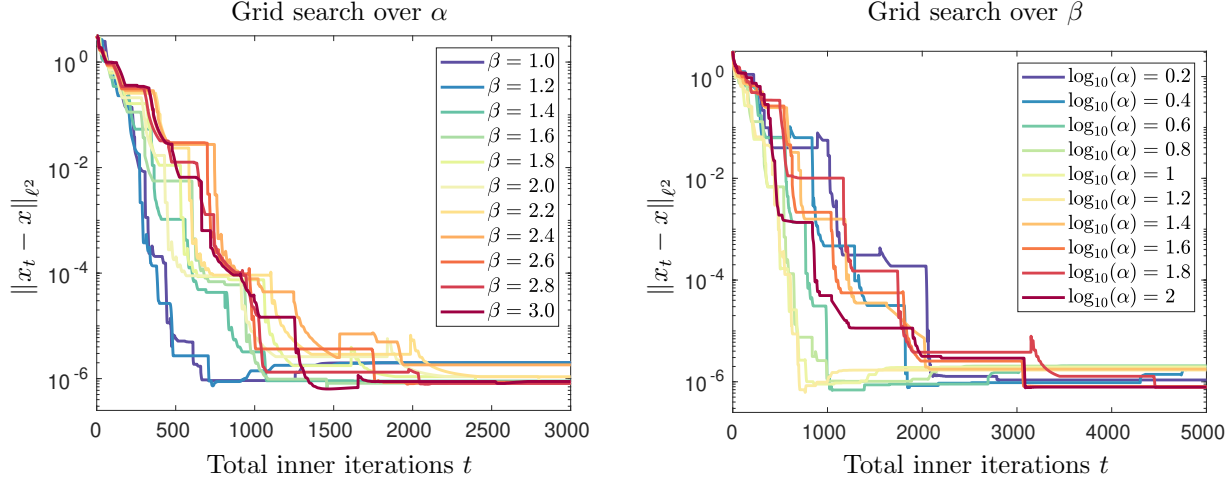 Grid search over α
‖x_t − x‖_ℓ²
10^0
10^-2
10^-4
10^-6
β = 1.0
β = 1.2
β = 1.4
β = 1.6
β = 1.8
β = 2.0
β = 2.2
β = 2.4
β = 2.6
β = 2.8
β = 3.0
0 500 1000 1500 2000 2500 3000
Total inner iterations t
Grid search over β
‖x_t − x‖_ℓ²
10^0
10^-2
10^-4
10^-6
log₁₀(α) = 0.2
log₁₀(α) = 0.4
log₁₀(α) = 0.6
log₁₀(α) = 0.8
log₁₀(α) = 1
log₁₀(α) = 1.2
log₁₀(α) = 1.4
log₁₀(α) = 1.6
log₁₀(α) = 1.8
log₁₀(α) = 2
0 1000 2000 3000 4000 5000
Total inner iterations t